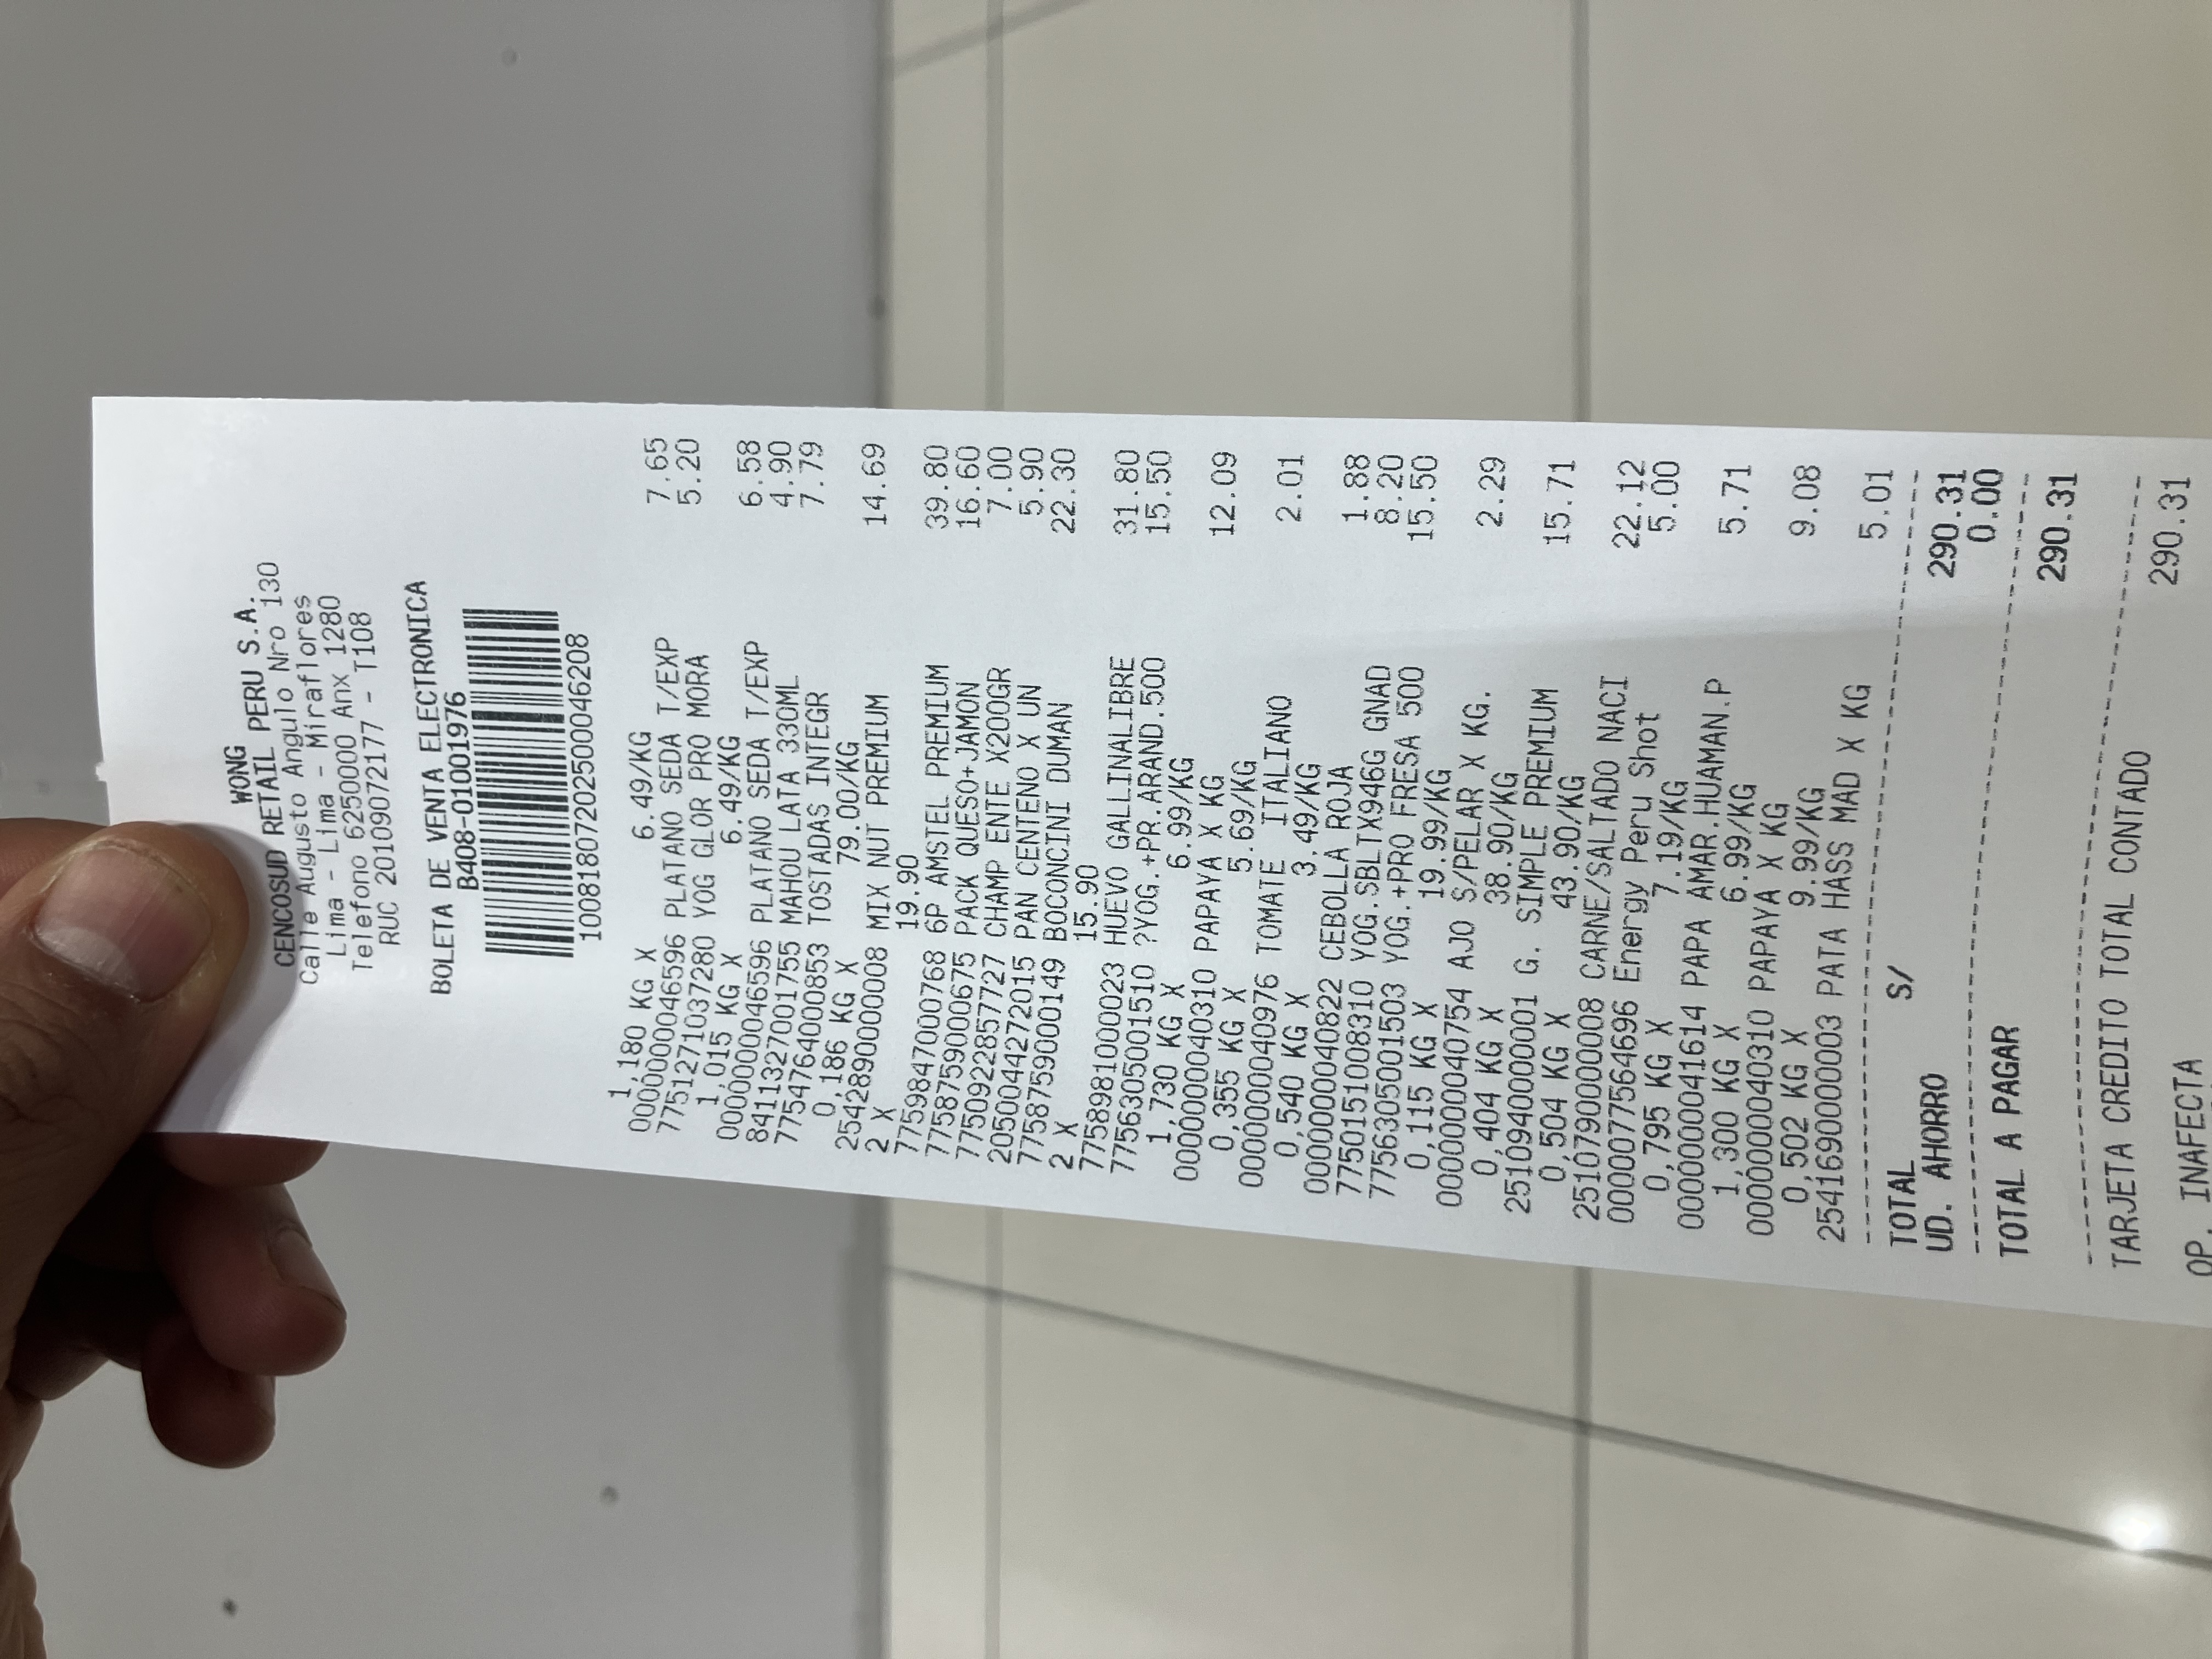 WONG
CENCOSUD RETAIL PERU S.A.
Calle Augusto Angulo Nro 130
Lima - Lima - Miraflores
Telefono 6250000 Anx 1280
RUC 20109072177 - T108
BOLETA DE VENTA ELECTRONICA
B408-01001976
10081807202500046208
1,180 KG X 6.49/KG
0000000046596 PLATANO SEDA T/EXP 7.65
7751271037280 YOG GLOR PRO MORA 5.20
1,015 KG X 6.49/KG
0000000046596 PLATANO SEDA T/EXP 6.58
8411327001755 MAHOU LATA 330ML 4.90
7754764000853 TOSTADAS INTEGR 7.79
0,186 KG X 79.00/KG
2542890000008 MIX NUT PREMIUM 14.69
2 X 19.90
7759847000768 6P AMSTEL PREMIUM 39.80
7758759000675 PACK QUESO+JAMON 16.60
7750922857727 CHAMP ENTE X200GR 7.00
2050044272015 PAN CENTENO X UN 5.90
7758759000149 BOCONCINI DUMAN 22.30
2 X 15.90
7758981000023 HUEVO GALLINALIBRE 31.80
7756305001510 ?YOG.+PR.ARAND.500 15.50
1,730 KG X 6.99/KG
0000000040310 PAPAYA X KG 12.09
0,355 KG X 5.69/KG
0000000040976 TOMATE  ITALIANO 2.01
0,540 KG X 3.49/KG
0000000040822 CEBOLLA ROJA 1.88
7750151008310 YOG.SBLTX946G GNAD 8.20
7756305001503 YOG.+PRO FRESA 500 15.50
0,115 KG X 19.99/KG
0000000040754 AJO S/PELAR X KG. 2.29
0,404 KG X 38.90/KG
2510940000001 G. SIMPLE PREMIUM 15.71
0,504 KG X 43.90/KG
2510790000008 CARNE/SALTADO NACI 22.12
0000077564696 Energy Peru Shot 5.00
0,795 KG X 7.19/KG
0000000041614 PAPA AMAR.HUAMAN.P 5.71
1,300 KG X 6.99/KG
0000000040310 PAPAYA X KG 9.08
0,502 KG X 9.99/KG
2541690000003 PATA HASS MAD X KG 5.01
TOTAL S/ 290.31
UD. AHORRO 0.00
TOTAL A PAGAR 290.31
TARJETA CREDITO TOTAL CONTADO 290.31
OP. INAFECTA